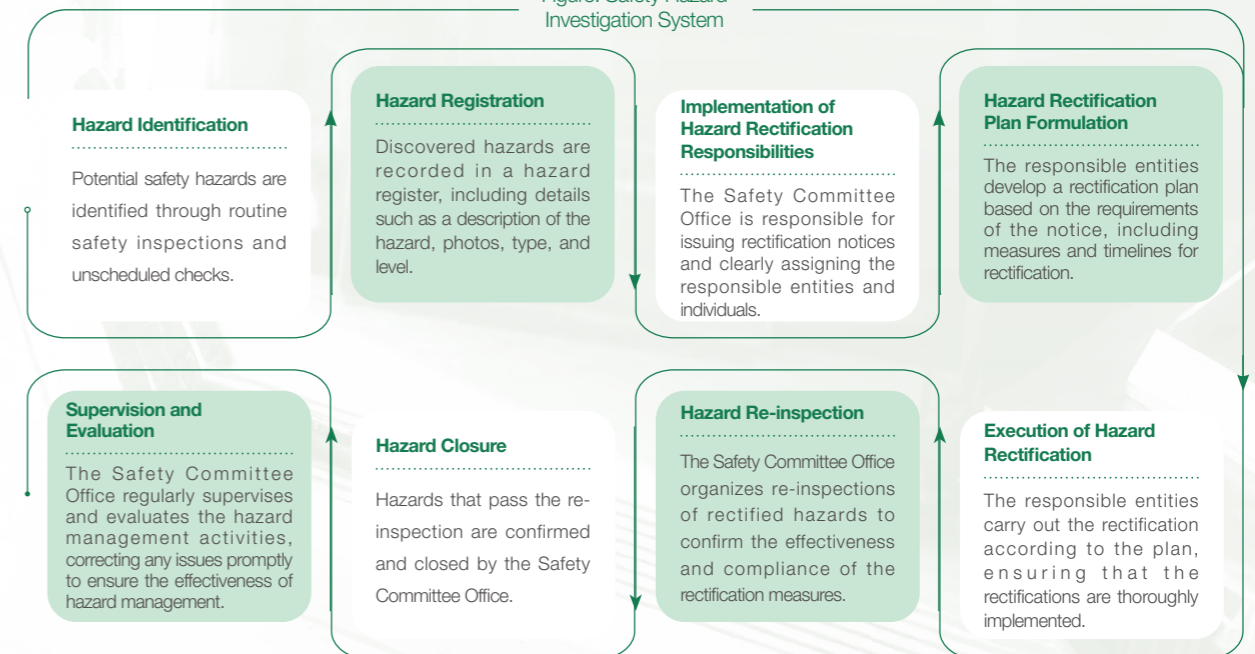 Figure: Safety Hazard
Investigation System
Hazard Identification
Potential safety hazards are
identified through routine
safety inspections and
unscheduled checks.
Hazard Registration
Discovered hazards are
recorded in a hazard
register, including details
such as a description of the
hazard, photos, type, and
level.
Implementation of
Hazard Rectification
Responsibilities
The Safety Committee
Office is responsible for
issuing rectification notices
and clearly assigning the
responsible entities and
individuals.
Hazard Rectification
Plan Formulation
The responsible entities
develop a rectification plan
based on the requirements
of the notice, including
measures and timelines for
rectification.
Execution of Hazard
Rectification
The responsible entities
carry out the rectification
according to the plan,
ensuring that the
rectifications are thoroughly
implemented.
Hazard Re-inspection
The Safety Committee Office
organizes re-inspections
of rectified hazards to
confirm the effectiveness
and compliance of the
rectification measures.
Hazard Closure
Hazards that pass the re-
inspection are confirmed
and closed by the Safety
Committee Office.
Supervision and
Evaluation
The Safety Committee
Office regularly supervises
and evaluates the hazard
management activities,
correcting any issues promptly
to ensure the effectiveness of
hazard management.